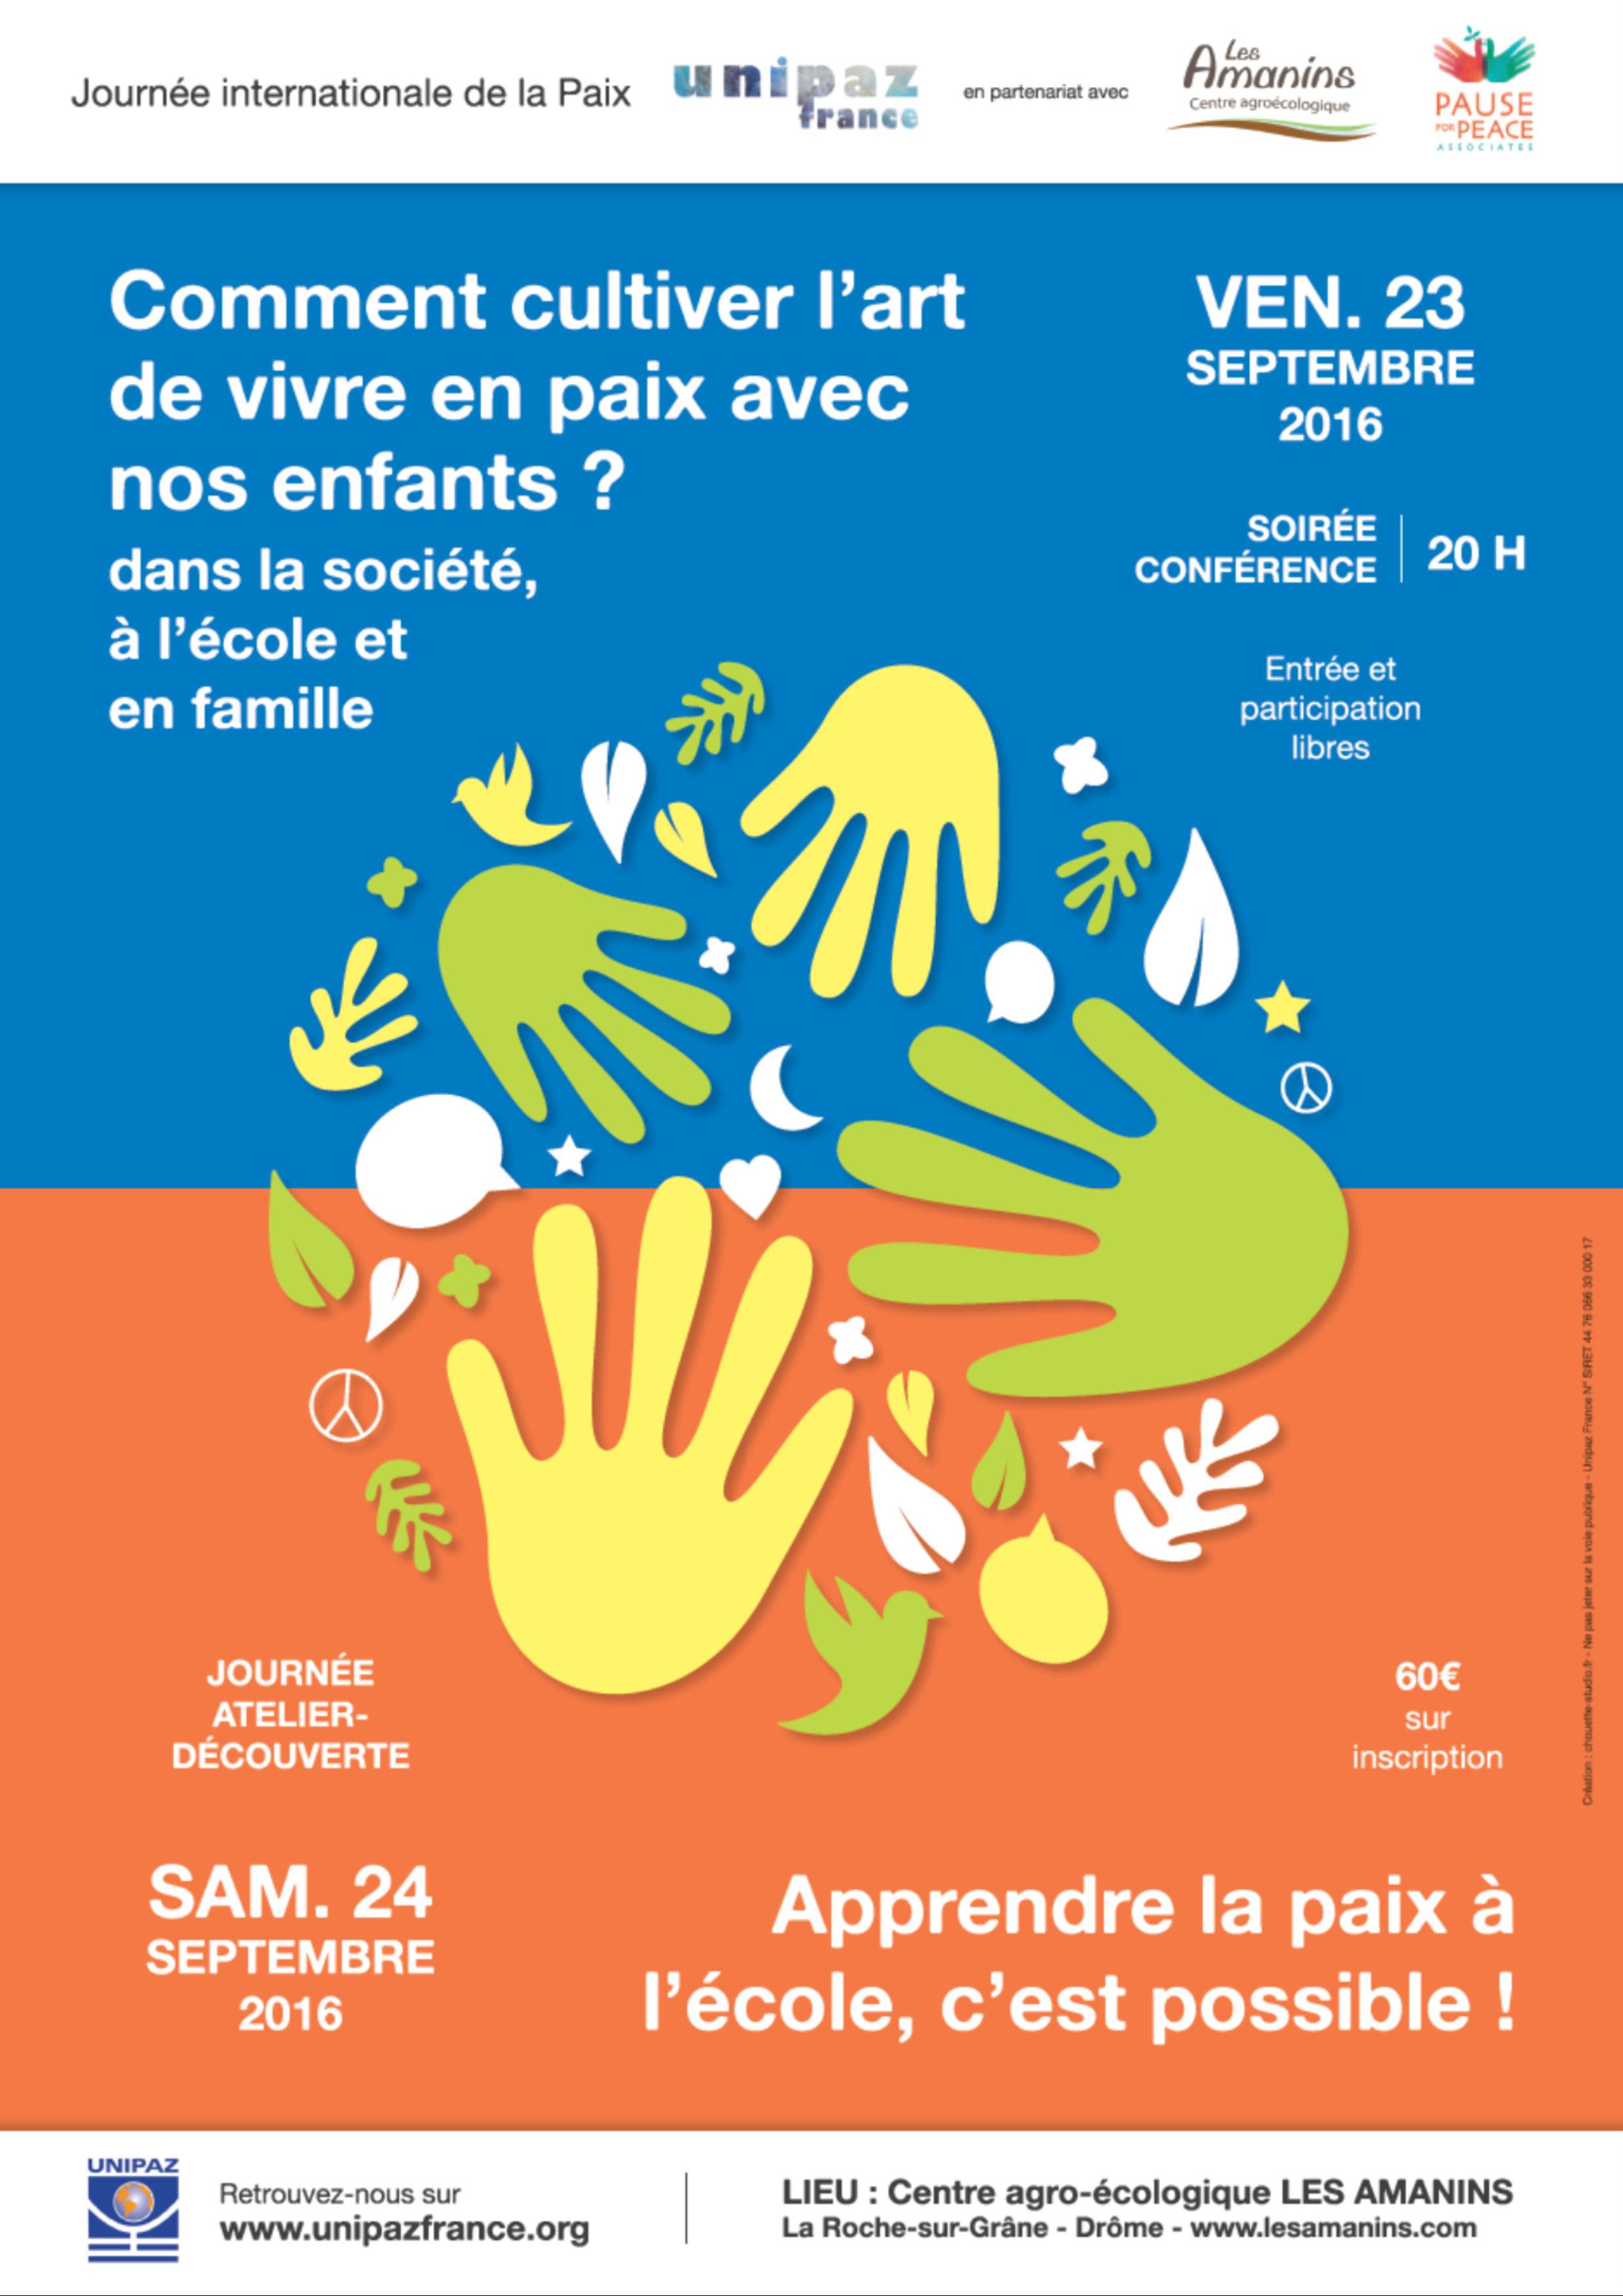 Journée internationale de la Paix
unipaz
france
en partenariat avec
Les
Amanins
Centre agroécologique
PAUSE
FOR PEACE
ASSOCIATES
Comment cultiver l'art
de vivre en paix avec
nos enfants ?
dans la société,
à l'école et
en famille
VEN. 23
SEPTEMBRE
2016
SOIRÉE
CONFÉRENCE
20 H
Entrée et
participation
libres
Création : chouette-studio.fr - Ne pas jeter sur la voie publique - Unipaz France N° SIRET 44 76 066 33 000 17
JOURNÉE
ATELIER-
DÉCOUVERTE
60€
sur
inscription
SAM. 24
SEPTEMBRE
2016
Apprendre la paix à
l'école, c'est possible !
UNIPAZ
Retrouvez-nous sur
www.unipazfrance.org
LIEU : Centre agro-écologique LES AMANINS
La Roche-sur-Grâne - Drôme - www.lesamanins.com